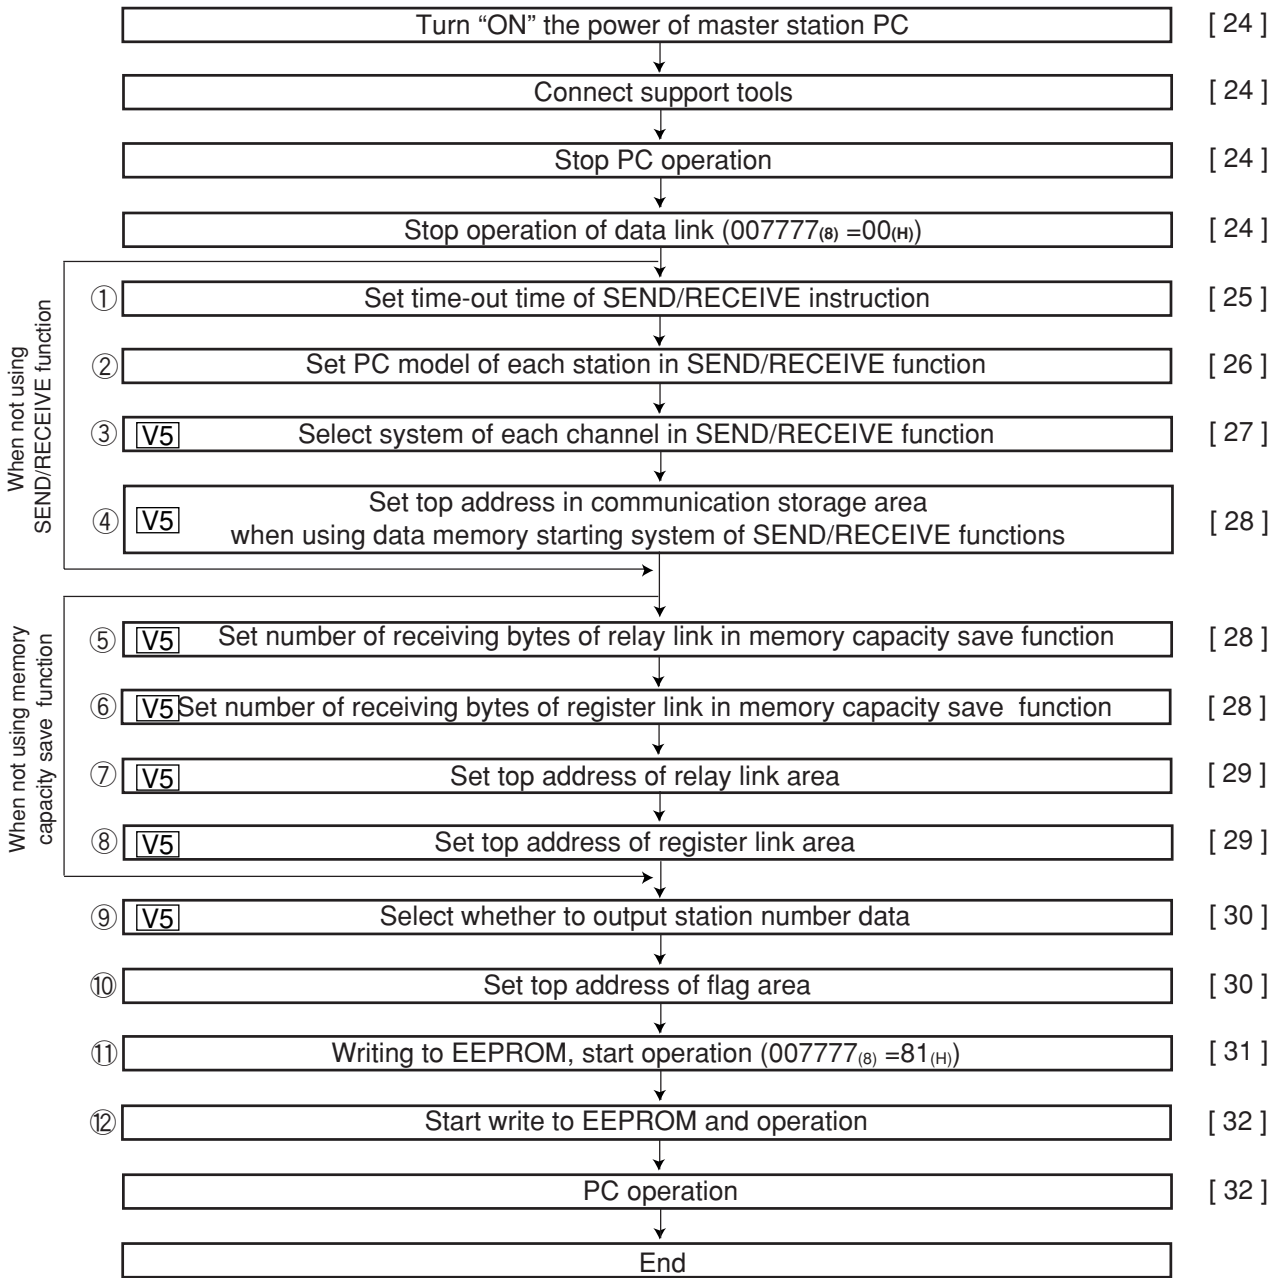 Turn “ON” the power of master station PC [ 24 ]
Connect support tools [ 24 ]
Stop PC operation [ 24 ]
Stop operation of data link (007777(8) =00(H)) [ 24 ]
When not using
SEND/RECEIVE function
① Set time-out time of SEND/RECEIVE instruction [ 25 ]
② Set PC model of each station in SEND/RECEIVE function [ 26 ]
③ V5 Select system of each channel in SEND/RECEIVE function [ 27 ]
④ V5 Set top address in communication storage area
when using data memory starting system of SEND/RECEIVE functions [ 28 ]
When not using memory
capacity save function
⑤ V5 Set number of receiving bytes of relay link in memory capacity save function [ 28 ]
⑥ V5 Set number of receiving bytes of register link in memory capacity save function [ 28 ]
⑦ V5 Set top address of relay link area [ 29 ]
⑧ V5 Set top address of register link area [ 29 ]
⑨ V5 Select whether to output station number data [ 30 ]
⑩ Set top address of flag area [ 30 ]
⑪ Writing to EEPROM, start operation (007777(8) =81(H)) [ 31 ]
⑫ Start write to EEPROM and operation [ 32 ]
PC operation [ 32 ]
End